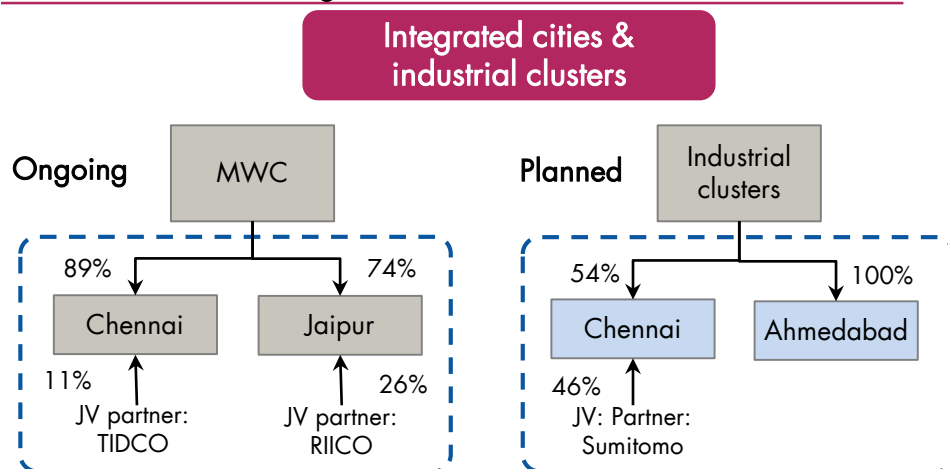 Integrated cities &
industrial clusters
Ongoing
MWC
89%
74%
Chennai
Jaipur
11%
26%
JV partner:
TIDCO
JV partner:
RIICO
Planned
Industrial
clusters
54%
100%
Chennai
Ahmedabad
46%
JV: Partner:
Sumitomo